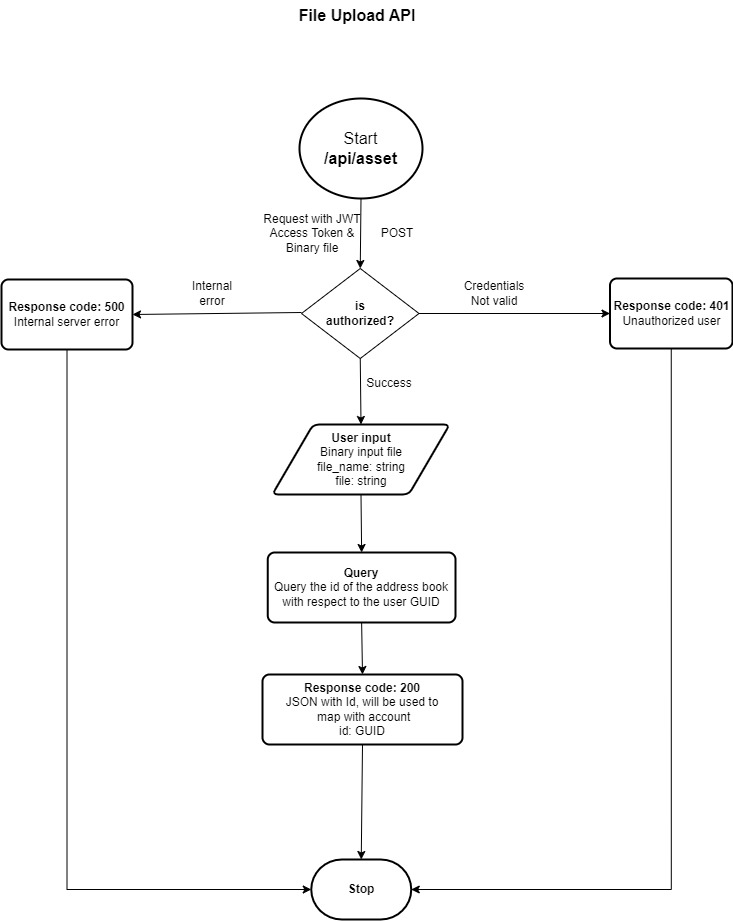 File Upload API
Start
/api/asset
Request with JWT
Access Token &
Binary file
POST
Internal
error
Credentials
Not valid
Response code: 500
Internal server error
is
authorized?
Response code: 401
Unauthorized user
Success
User input
Binary input file
file_name: string
file: string
Query
Query the id of the address book
with respect to the user GUID
Response code: 200
JSON with Id, will be used to
map with account
id: GUID
Stop